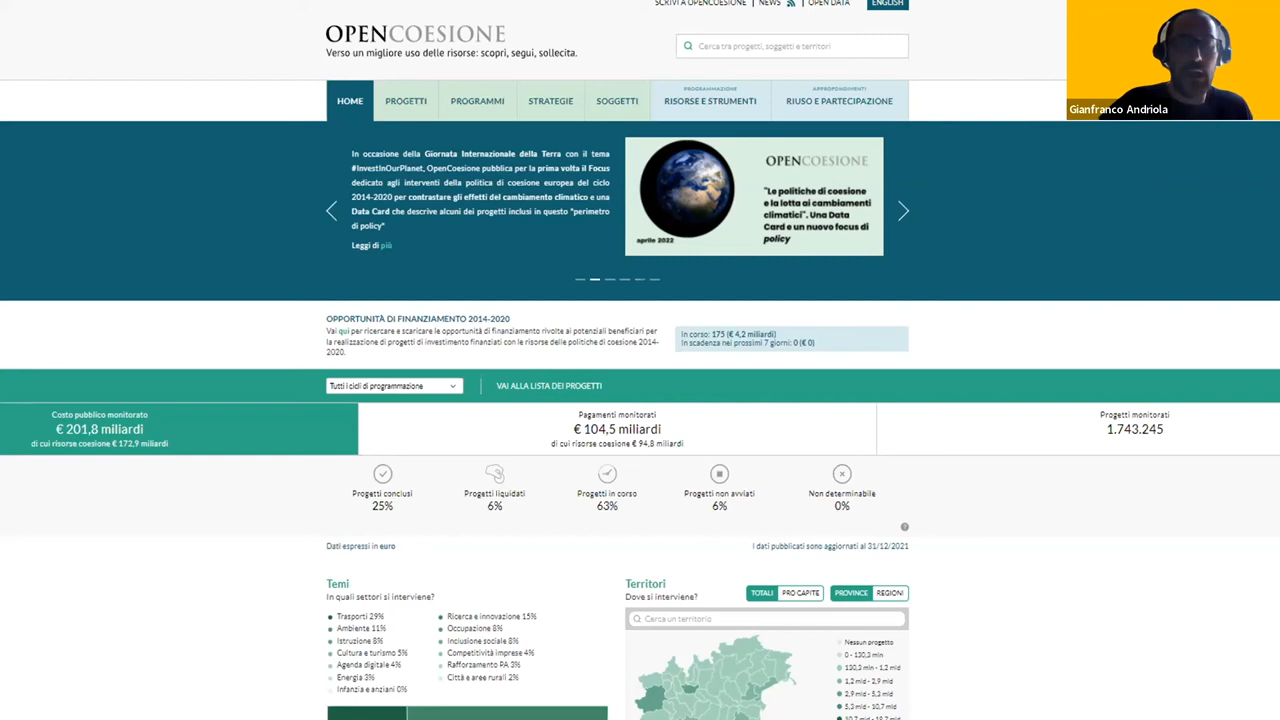 SCRIVI A OPENCOESIONE | NEWS | OPEN DATA ENGLISH
OPENCOESIONE
Verso un migliore uso delle risorse: scopri, segui, sollecita.
Cerca tra progetti, soggetti e territori
Gianfranco Andriola
HOME PROGETTI PROGRAMMI STRATEGIE SOGGETTI
PROGRAMMAZIONE
RISORSE E STRUMENTI
APPROFONDIMENTI
RIUSO E PARTECIPAZIONE
In occasione della Giornata Internazionale della Terra con il tema
#InvestInOurPlanet, OpenCoesione pubblica per la prima volta il Focus
dedicato agli interventi della politica di coesione europea del ciclo
2014-2020 per contrastare gli effetti del cambiamento climatico e una
Data Card che descrive alcuni dei progetti inclusi in questo "perimetro
di policy"
Leggi di più
OPENCOESIONE
"Le politiche di coesione
e la lotta ai cambiamenti
climatici". Una Data
Card e un nuovo focus di
policy
aprile 2022
OPPORTUNITÀ DI FINANZIAMENTO 2014-2020
Vai qui per ricercare e scaricare le opportunità di finanziamento rivolte ai potenziali beneficiari per
la realizzazione di progetti di investimento finanziati con le risorse delle politiche di coesione 2014-
2020.
In corso: 175 (€ 4,2 miliardi)
In scadenza nei prossimi 7 giorni: 0 (€ 0)
Tutti i cicli di programmazione
VAI ALLA LISTA DEI PROGETTI
Costo pubblico monitorato
€ 201,8 miliardi
di cui risorse coesione € 172,9 miliardi
Pagamenti monitorati
€ 104,5 miliardi
di cui risorse coesione € 94,8 miliardi
Progetti monitorati
1.743.245
Progetti conclusi
25%
Progetti liquidati
6%
Progetti in corso
63%
Progetti non avviati
6%
Non determinabile
0%
?
Dati espressi in euro
I dati pubblicati sono aggiornati al 31/12/2021
Temi
In quali settori si interviene?
Trasporti 29%
Ambiente 11%
Istruzione 8%
Cultura e turismo 5%
Agenda digitale 4%
Energia 3%
Infanzia e anziani 0%
Ricerca e innovazione 15%
Occupazione 8%
Inclusione sociale 8%
Competitività imprese 4%
Rafforzamento PA 3%
Città e aree rurali 2%
Territori
Dove si interviene?
TOTALI PRO CAPITE PROVINCE REGIONI
Cerca un territorio
Nessun progetto
0 - 130,3 mln
130,3 mln - 1,2 mld
1,2 mld - 2,9 mld
2,9 mld - 5,3 mld
5,3 mld - 10,7 mld